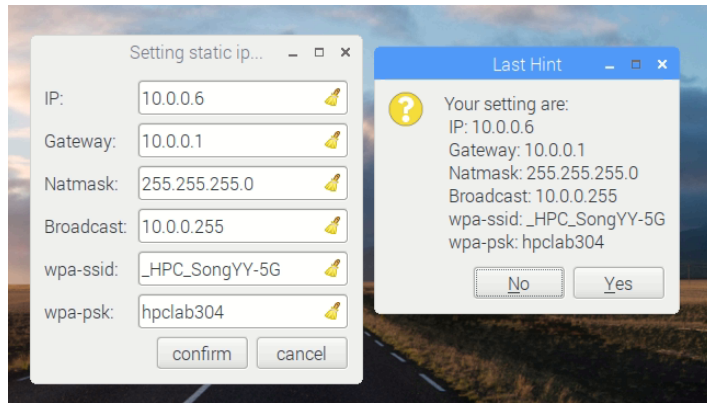 Setting static ip...
IP: 10.0.0.6
Gateway: 10.0.0.1
Natmask: 255.255.255.0
Broadcast: 10.0.0.255
wpa-ssid: _HPC_SongYY-5G
wpa-psk: hpclab304
confirm cancel
Last Hint
Your setting are:
IP: 10.0.0.6
Gateway: 10.0.0.1
Natmask: 255.255.255.0
Broadcast: 10.0.0.255
wpa-ssid: _HPC_SongYY-5G
wpa-psk: hpclab304
No Yes